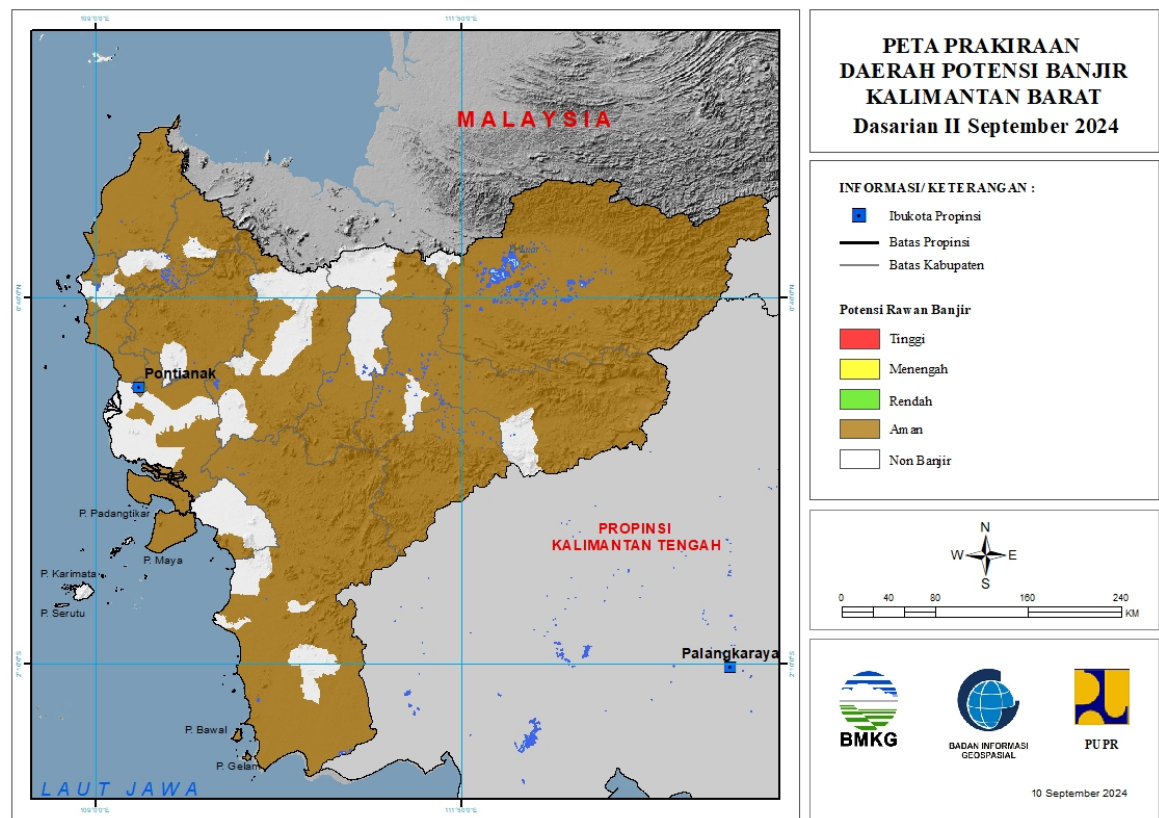 MALAYSIA
D. Luar
Pontianak
P. Padangtikar
P. Maya
P. Karimata
P. Serutu
PROPINSI
KALIMANTAN TENGAH
Palangkaraya
P. Bawal
P. Gelam
LAUT JAWA
PETA PRAKIRAAN
DAERAH POTENSI BANJIR
KALIMANTAN BARAT
Dasarian II September 2024
INFORMASI/KETERANGAN :
Ibukota Propinsi
Batas Propinsi
Batas Kabupaten
Potensi Rawan Banjir
Tinggi
Menengah
Rendah
Aman
Non Banjir
N
W E
S
0 40 80 160 240
KM
BMKG
BADAN INFORMASI
GEOSPASIAL
PUPR
10 September 2024